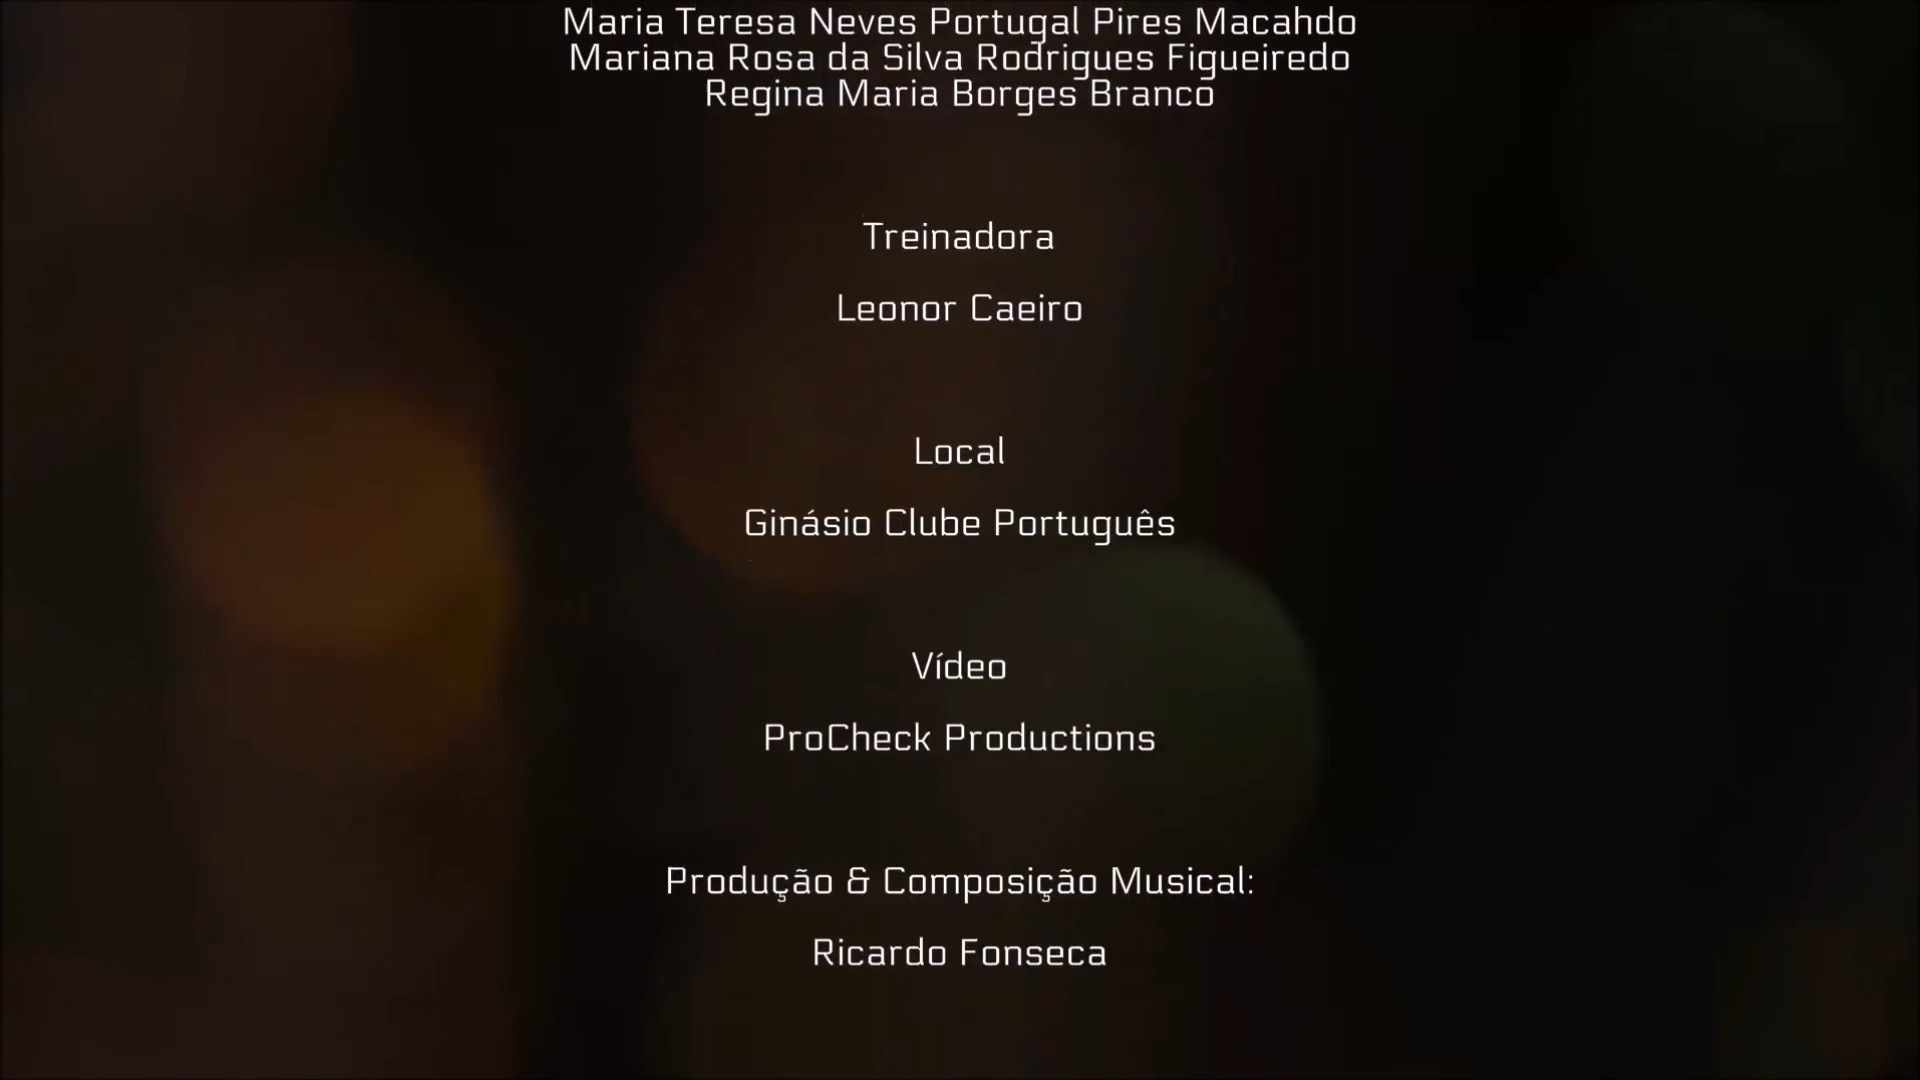 Maria Teresa Neves Portugal Pires Macahdo
Mariana Rosa da Silva Rodrigues Figueiredo
Regina Maria Borges Branco
Treinadora
Leonor Caeiro
Local
Ginásio Clube Português
Vídeo
ProCheck Productions
Produção & Composição Musical:
Ricardo Fonseca